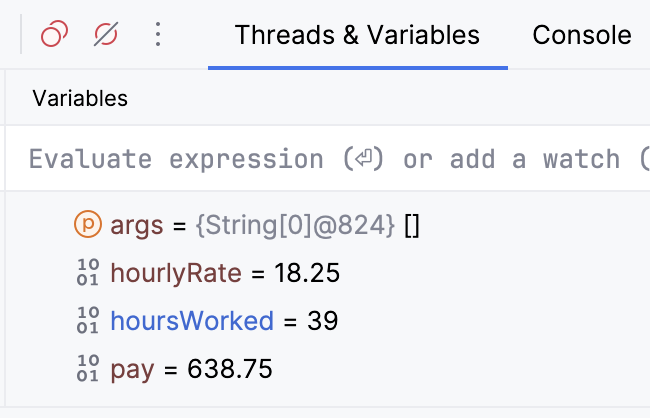 Threads & Variables Console
Variables
Evaluate expression (⏎) or add a watch (
p args = {String[0]@824} []
10 01 hourlyRate = 18.25
10 01 hoursWorked = 39
10 01 pay = 638.75